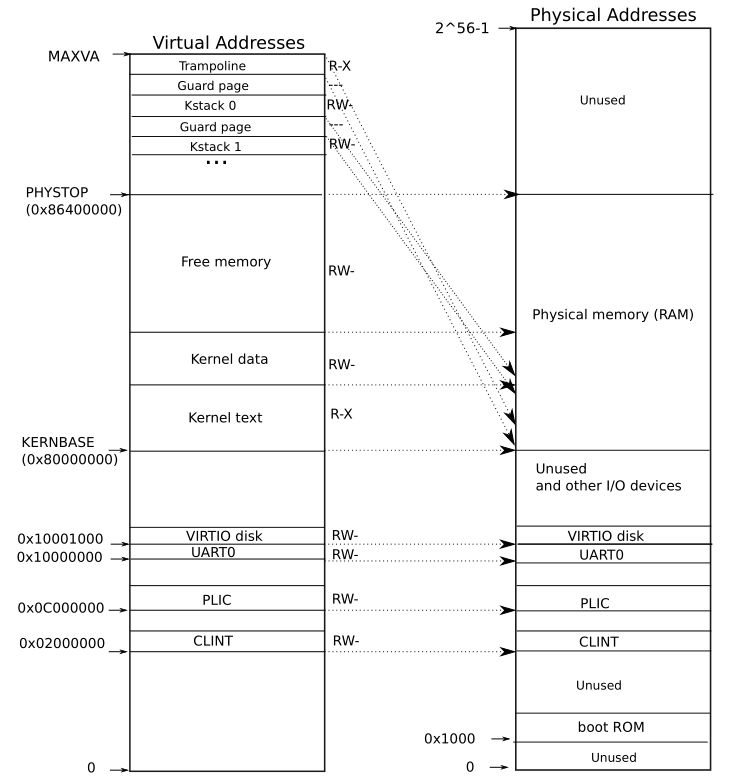 Physical Addresses
2^56-1
Virtual Addresses
MAXVA
Trampoline
R-X
Guard page
---
Kstack 0
RW-
Unused
Guard page
---
Kstack 1
RW-
...
PHYSTOP
(0x86400000)
Free memory
RW-
Physical memory (RAM)
Kernel data
RW-
Kernel text
R-X
KERNBASE
(0x80000000)
Unused
and other I/O devices
0x10001000
VIRTIO disk
RW-
VIRTIO disk
0x10000000
UART0
RW-
UART0
0x0C000000
PLIC
RW-
PLIC
0x02000000
CLINT
RW-
CLINT
Unused
boot ROM
0x1000
Unused
0
0